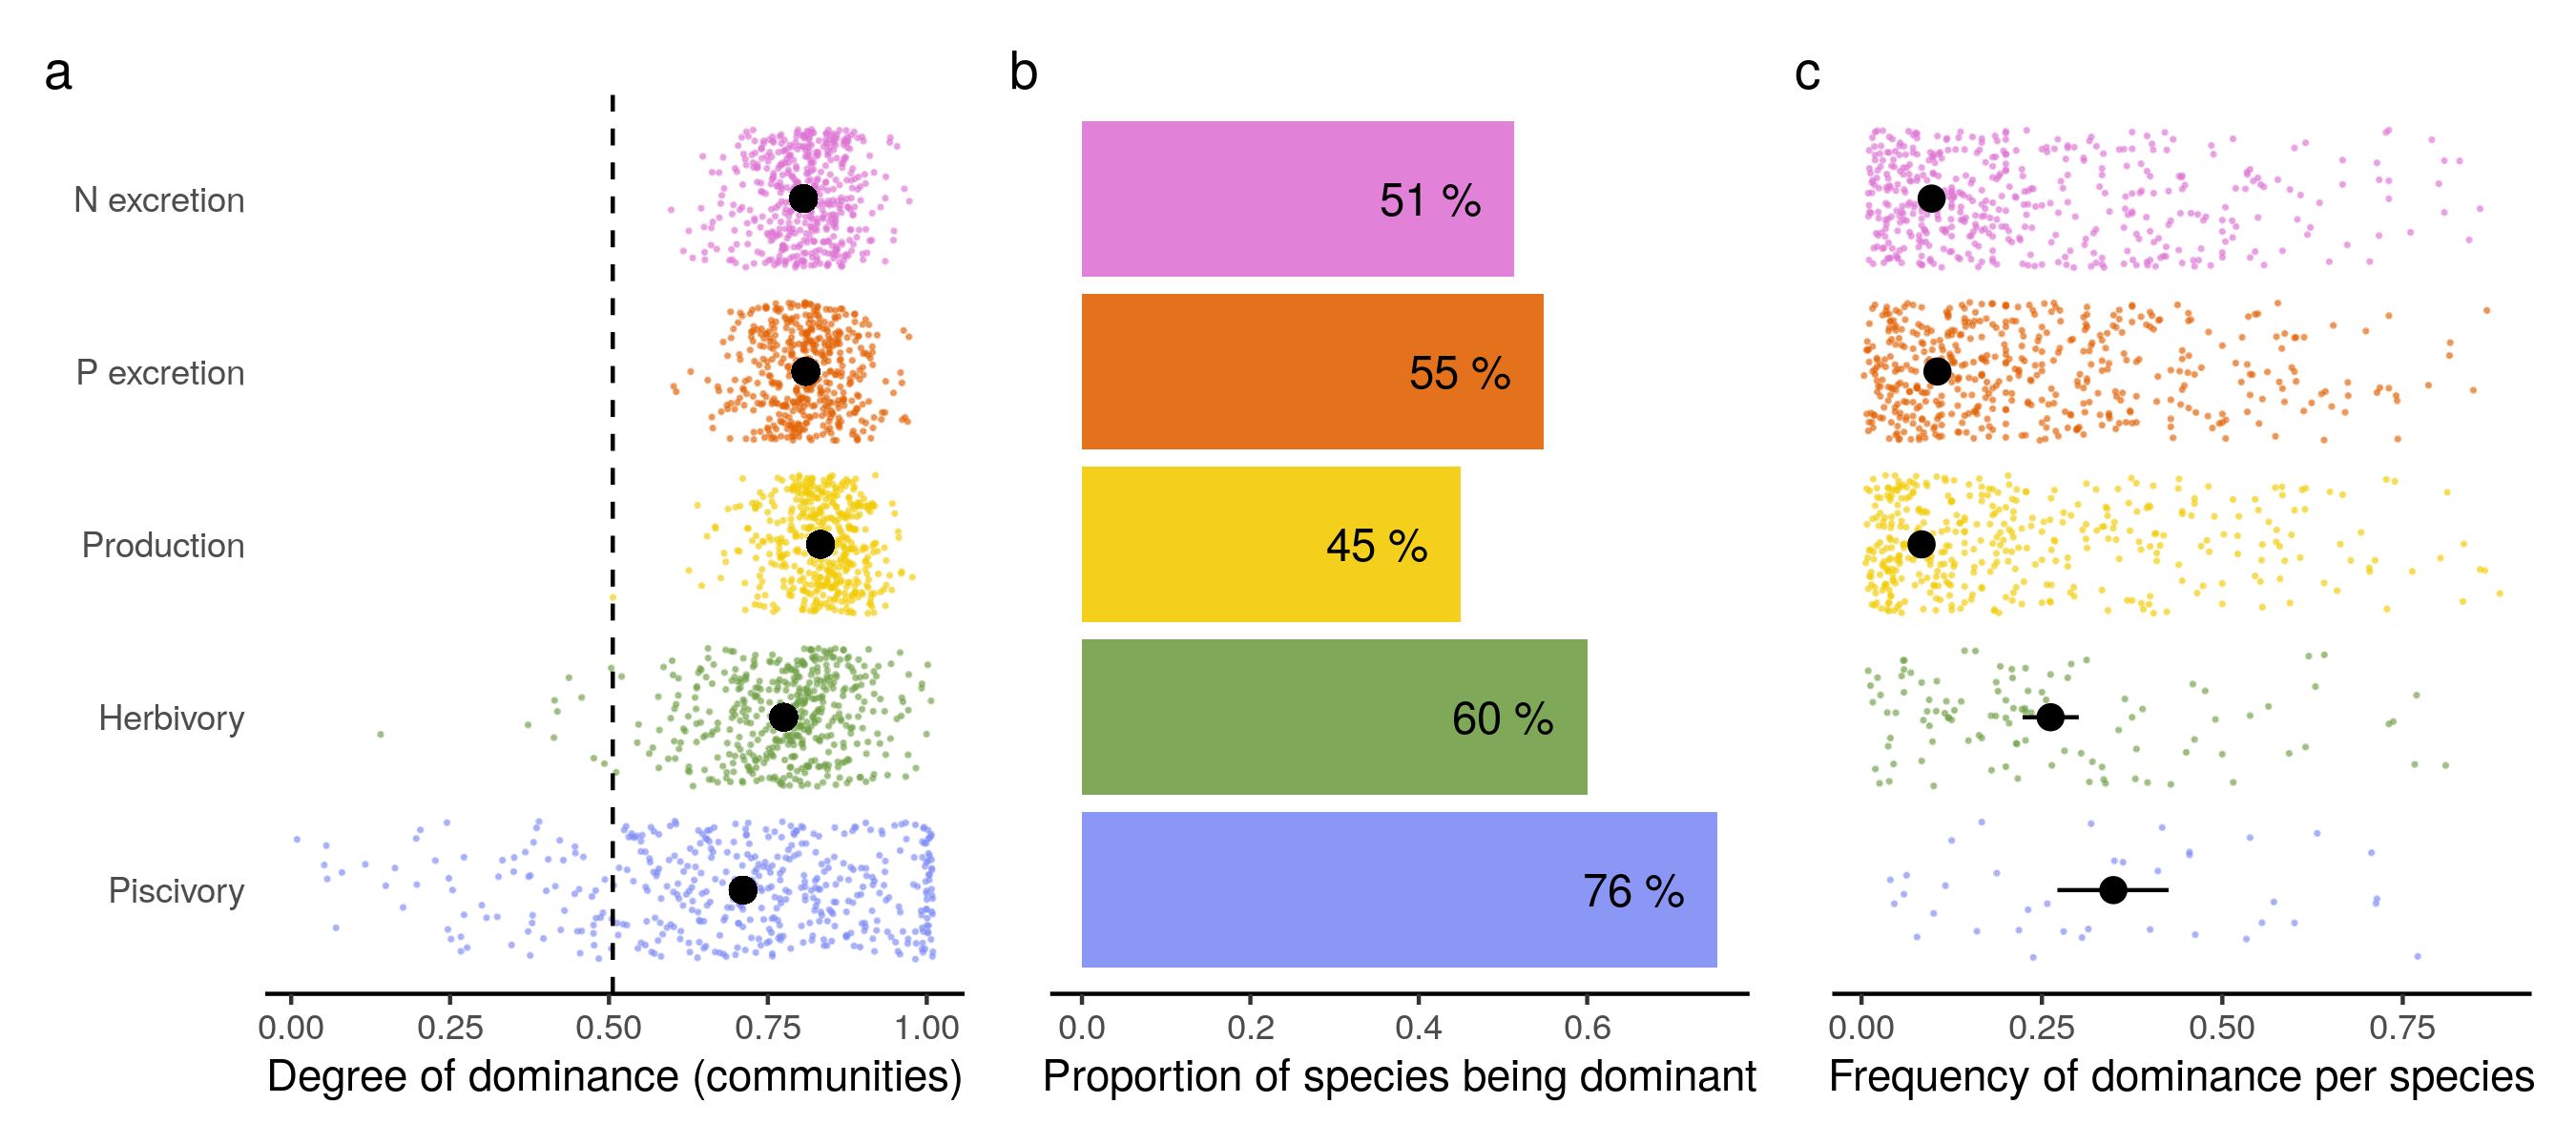 a
b
c
N excretion
P excretion
Production
Herbivory
Piscivory
51 %
55 %
45 %
60 %
76 %
0.00 0.25 0.50 0.75 1.00
Degree of dominance (communities)
0.0 0.2 0.4 0.6
Proportion of species being dominant
0.00 0.25 0.50 0.75
Frequency of dominance per species